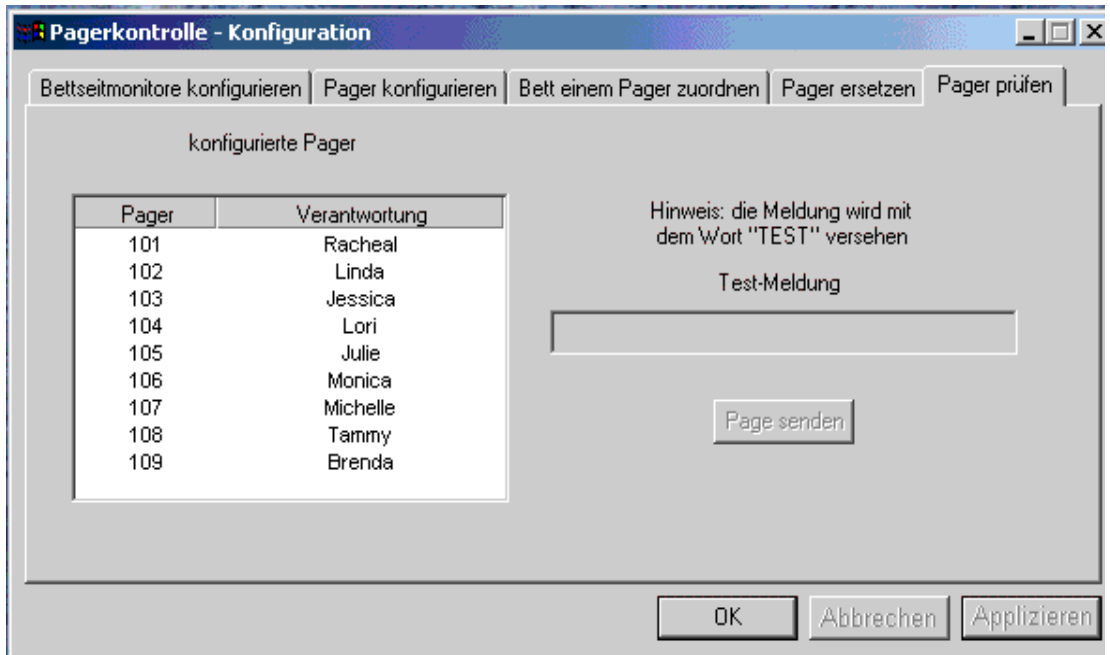 Pagerkontrolle - Konfiguration
Bettseitmonitore konfigurieren Pager konfigurieren Bett einem Pager zuordnen Pager ersetzen Pager prüfen
konfigurierte Pager
Pager Verantwortung
101 Racheal
102 Linda
103 Jessica
104 Lori
105 Julie
106 Monica
107 Michelle
108 Tammy
109 Brenda
Hinweis: die Meldung wird mit
dem Wort "TEST" versehen
Test-Meldung
Page senden
OK Abbrechen Applizieren